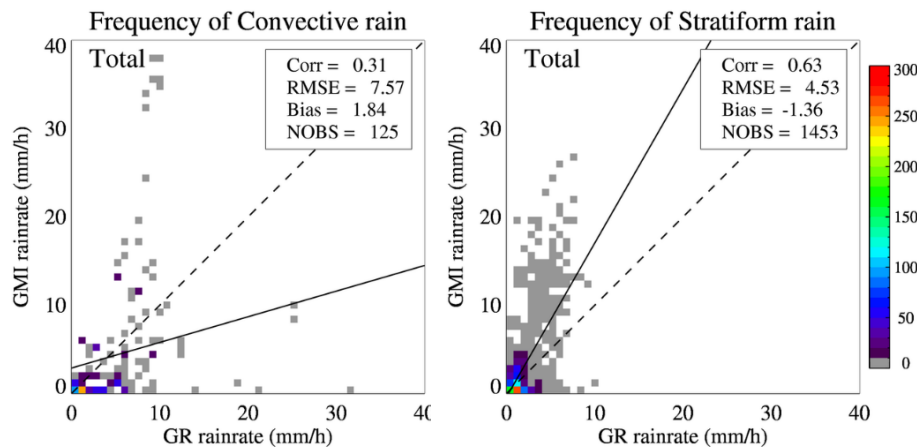 Frequency of Convective rain
Total
Corr = 0.31
RMSE = 7.57
Bias = 1.84
NOBS = 125
40
30
20
10
0
GMI rainrate (mm/h)
0 10 20 30 40
GR rainrate (mm/h)
Frequency of Stratiform rain
Total
Corr = 0.63
RMSE = 4.53
Bias = -1.36
NOBS = 1453
40
30
20
10
0
GMI rainrate (mm/h)
0 10 20 30 40
GR rainrate (mm/h)
300
250
200
150
100
50
0